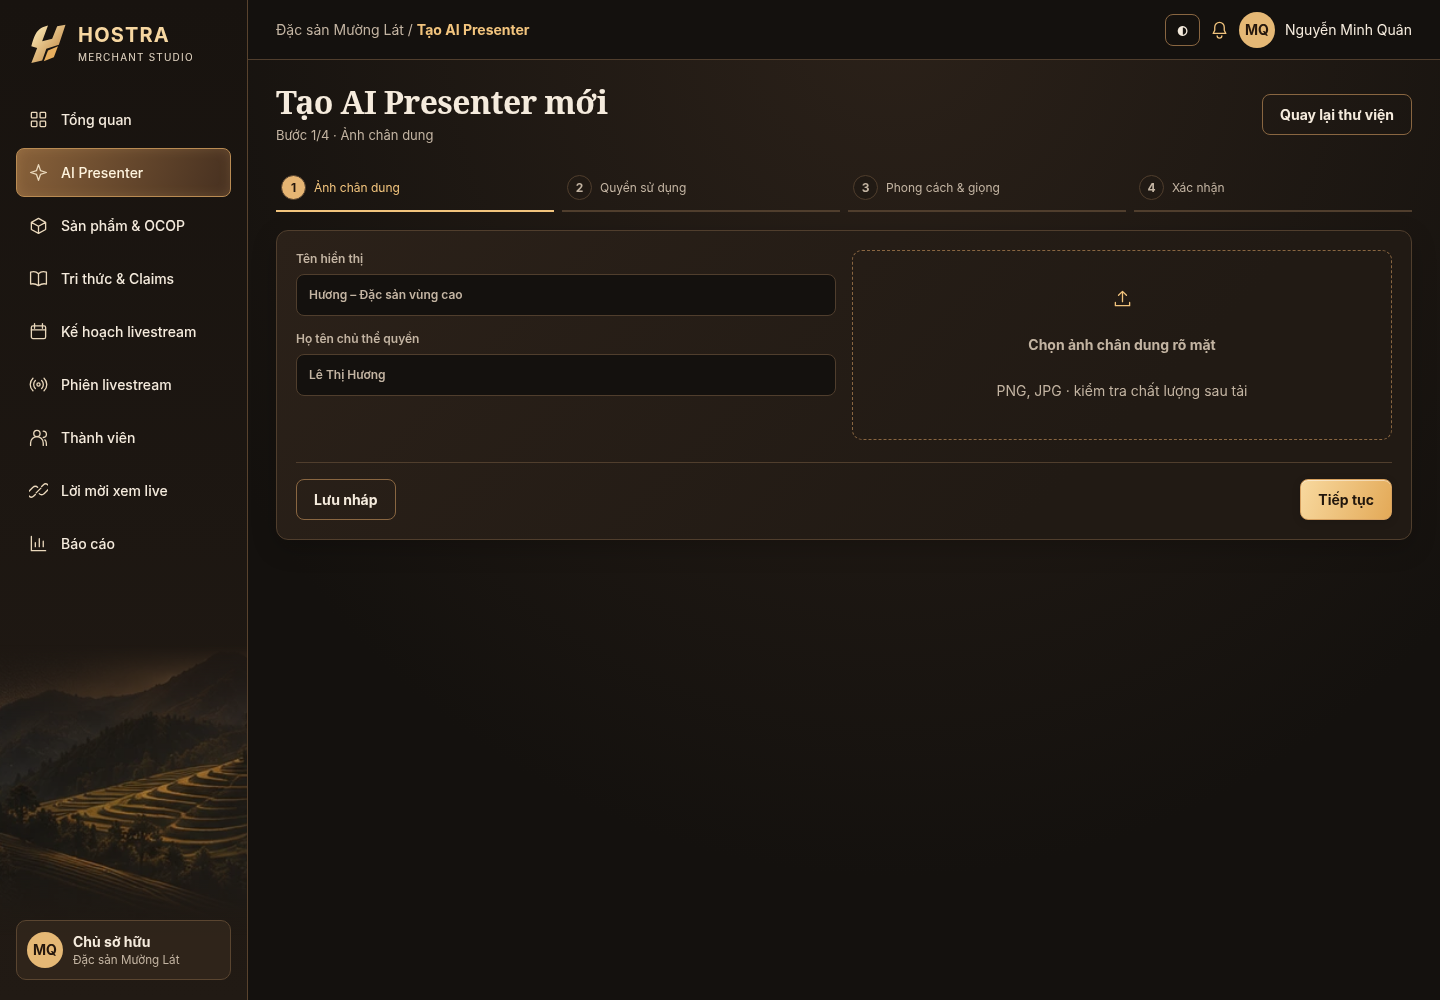 HOSTRA
MERCHANT STUDIO
Tổng quan
AI Presenter
Sản phẩm & OCOP
Tri thức & Claims
Kế hoạch livestream
Phiên livestream
Thành viên
Lời mời xem live
Báo cáo
MQ
Chủ sở hữu
Đặc sản Mường Lát
Đặc sản Mường Lát / Tạo AI Presenter
MQ Nguyễn Minh Quân
Tạo AI Presenter mới
Bước 1/4 · Ảnh chân dung
Quay lại thư viện
1 Ảnh chân dung
2 Quyền sử dụng
3 Phong cách & giọng
4 Xác nhận
Tên hiển thị
Hương – Đặc sản vùng cao
Họ tên chủ thể quyền
Lê Thị Hương
Chọn ảnh chân dung rõ mặt
PNG, JPG · kiểm tra chất lượng sau tải
Lưu nháp
Tiếp tục